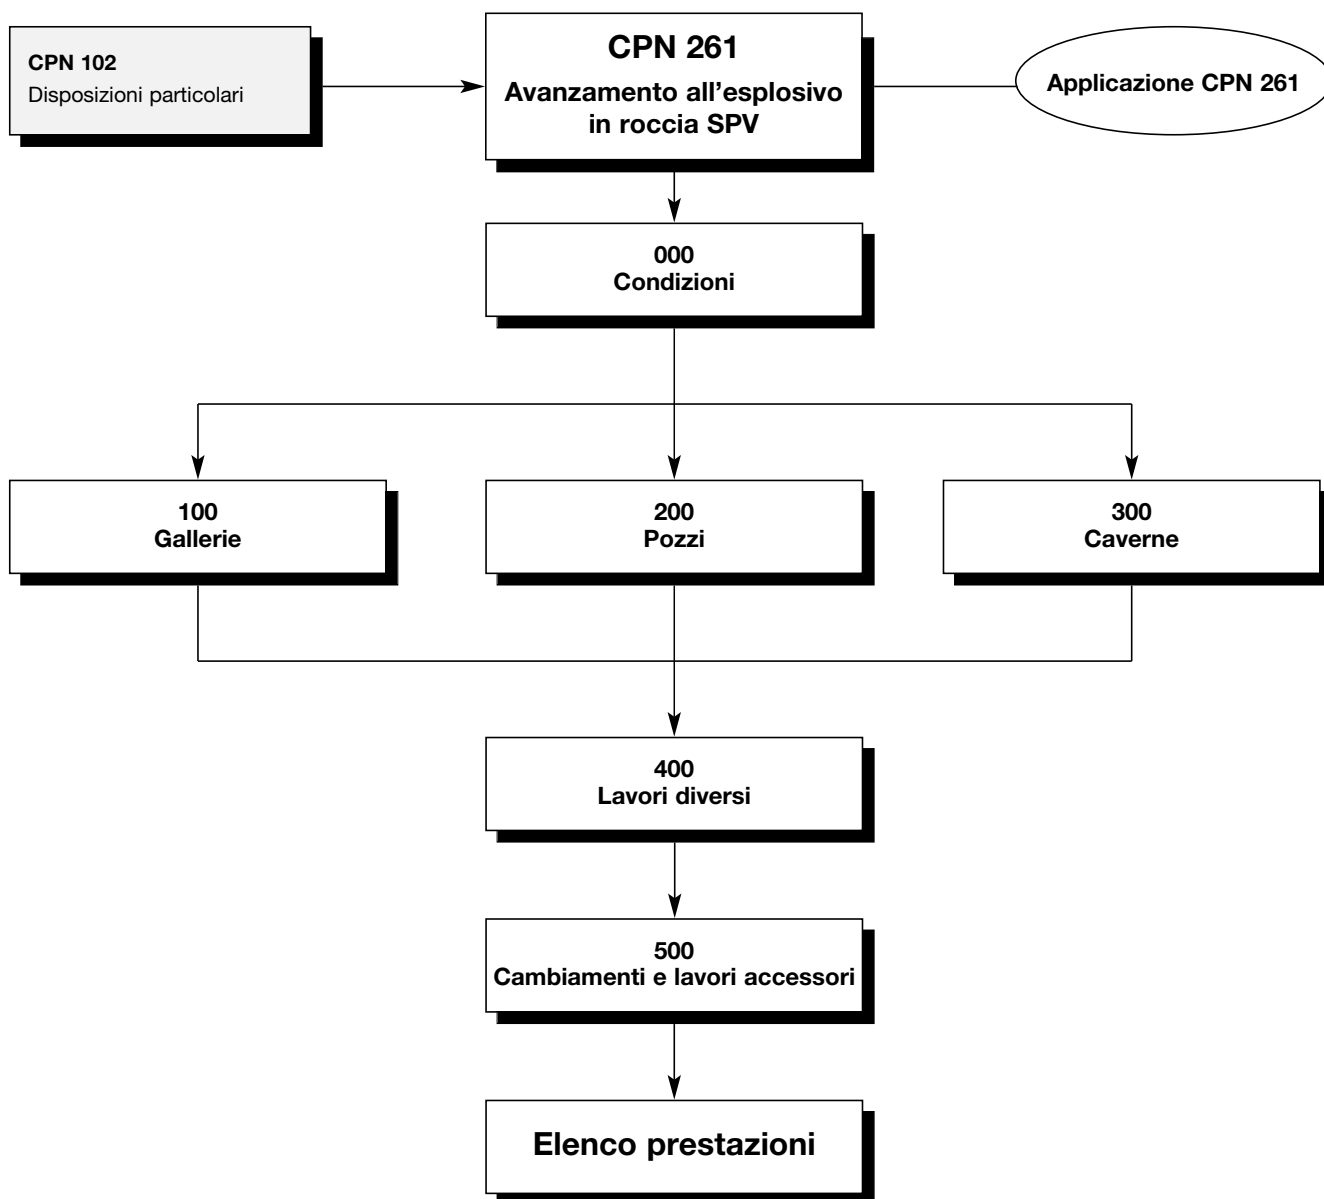 CPN 102
Disposizioni particolari
CPN 261
Avanzamento all'esplosivo
in roccia SPV
Applicazione CPN 261
000
Condizioni
100
Gallerie
200
Pozzi
300
Caverne
400
Lavori diversi
500
Cambiamenti e lavori accessori
Elenco prestazioni